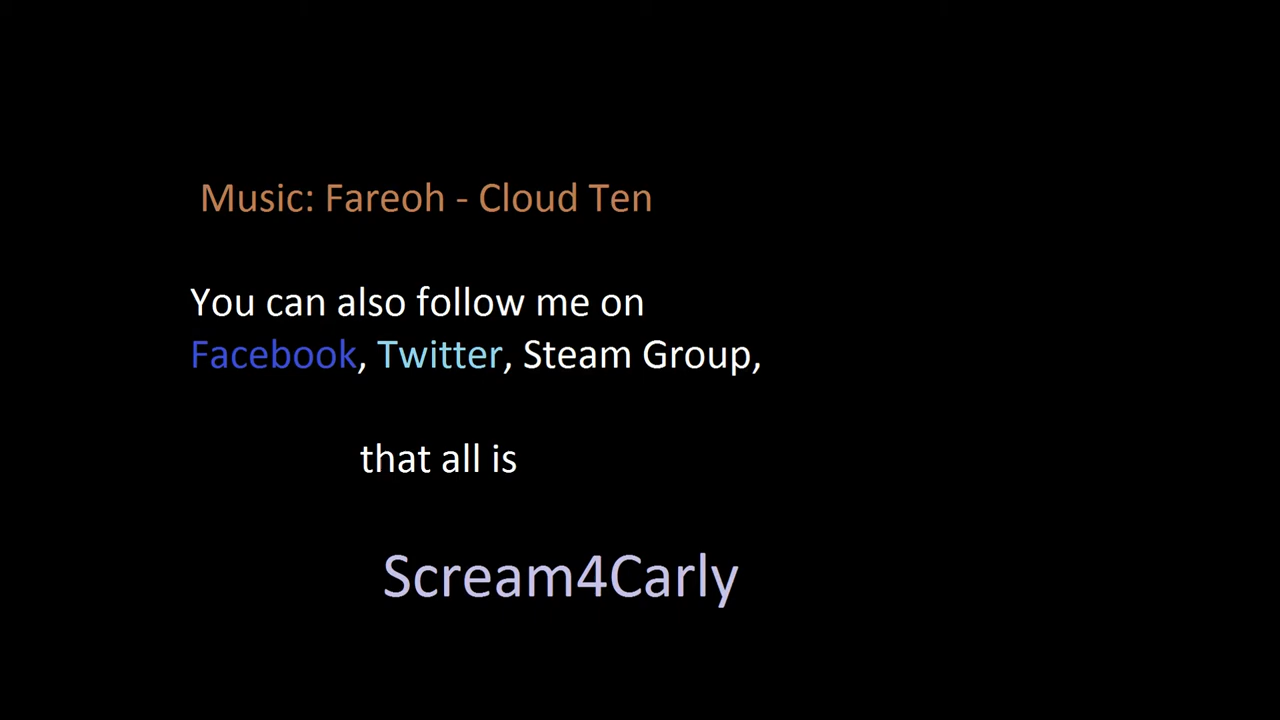 Music: Fareoh - Cloud Ten
You can also follow me on
Facebook, Twitter, Steam Group,
that all is
Scream4Carly